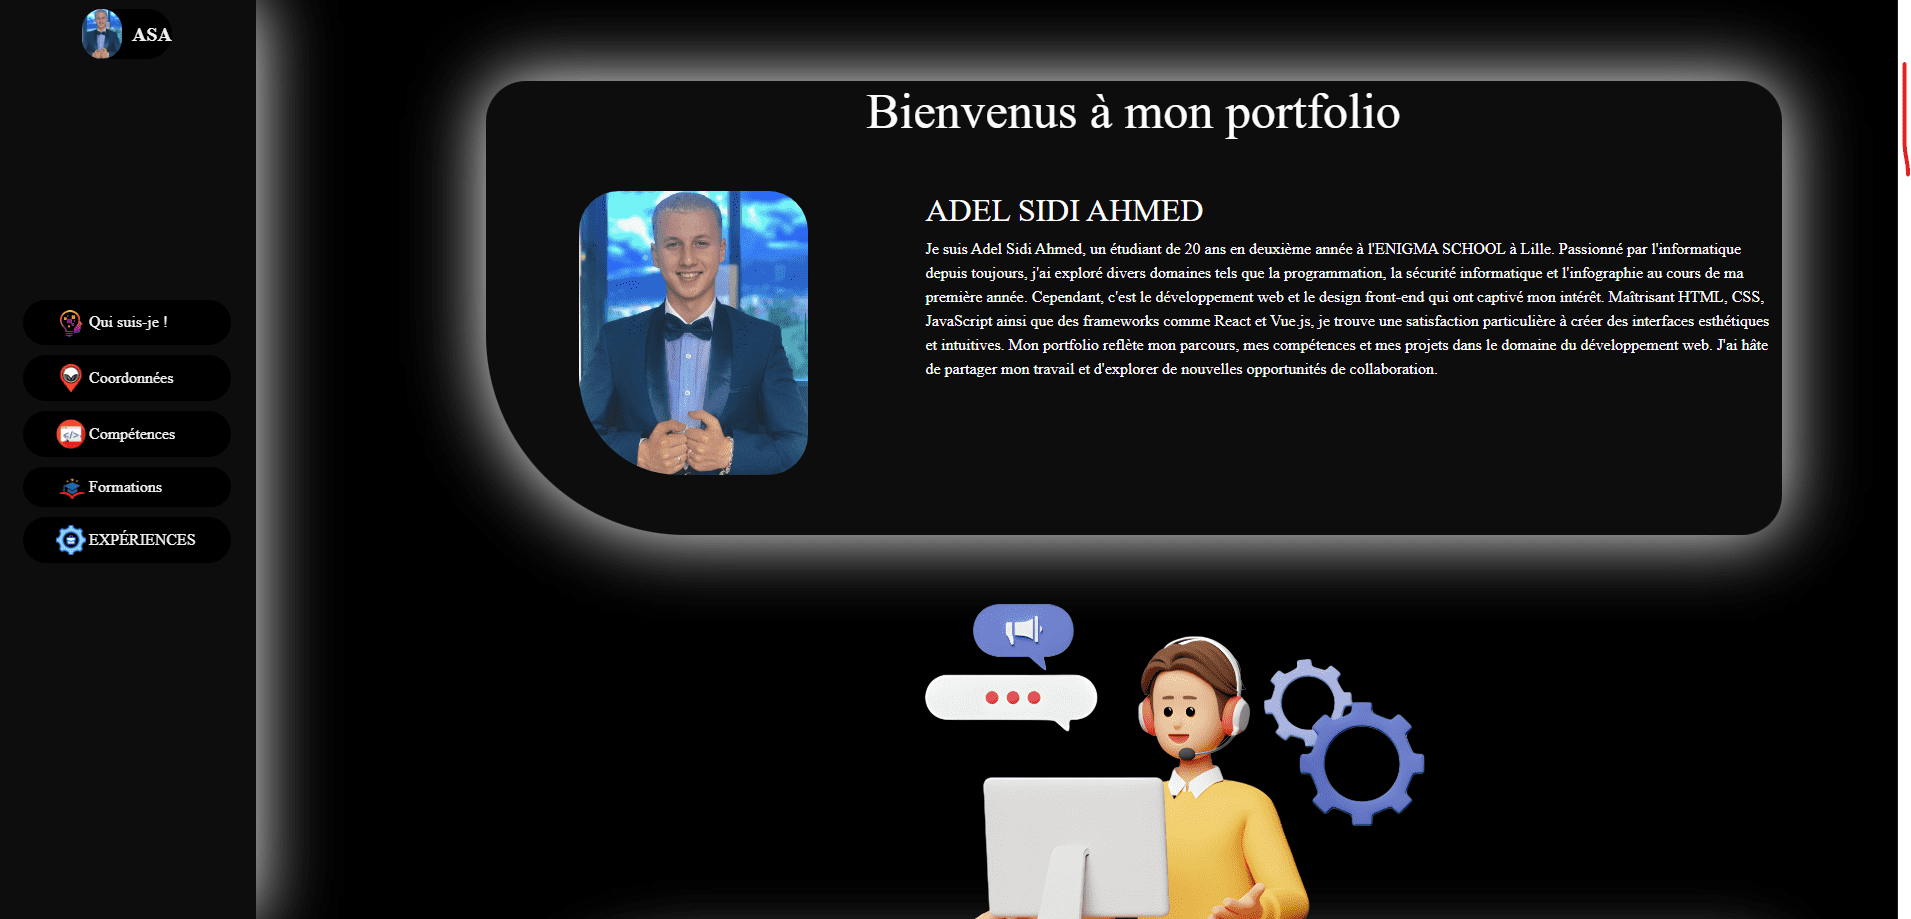 ASA
Qui suis-je !
Coordonnées
Compétences
Formations
EXPÉRIENCES
Bienvenus à mon portfolio
ADEL SIDI AHMED
Je suis Adel Sidi Ahmed, un étudiant de 20 ans en deuxième année à l'ENIGMA SCHOOL à Lille. Passionné par l'informatique
depuis toujours, j'ai exploré divers domaines tels que la programmation, la sécurité informatique et l'infographie au cours de ma
première année. Cependant, c'est le développement web et le design front-end qui ont captivé mon intérêt. Maîtrisant HTML, CSS,
JavaScript ainsi que des frameworks comme React et Vue.js, je trouve une satisfaction particulière à créer des interfaces esthétiques
et intuitives. Mon portfolio reflète mon parcours, mes compétences et mes projets dans le domaine du développement web. J'ai hâte
de partager mon travail et d'explorer de nouvelles opportunités de collaboration.